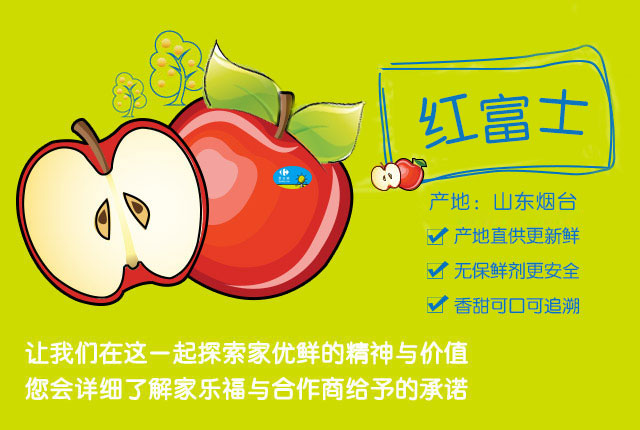 红富士
产地：山东烟台
产地直供更新鲜
无保鲜剂更安全
香甜可口可追溯
让我们在这一起探索家优鲜的精神与价值
您会详细了解家乐福与合作商给予的承诺